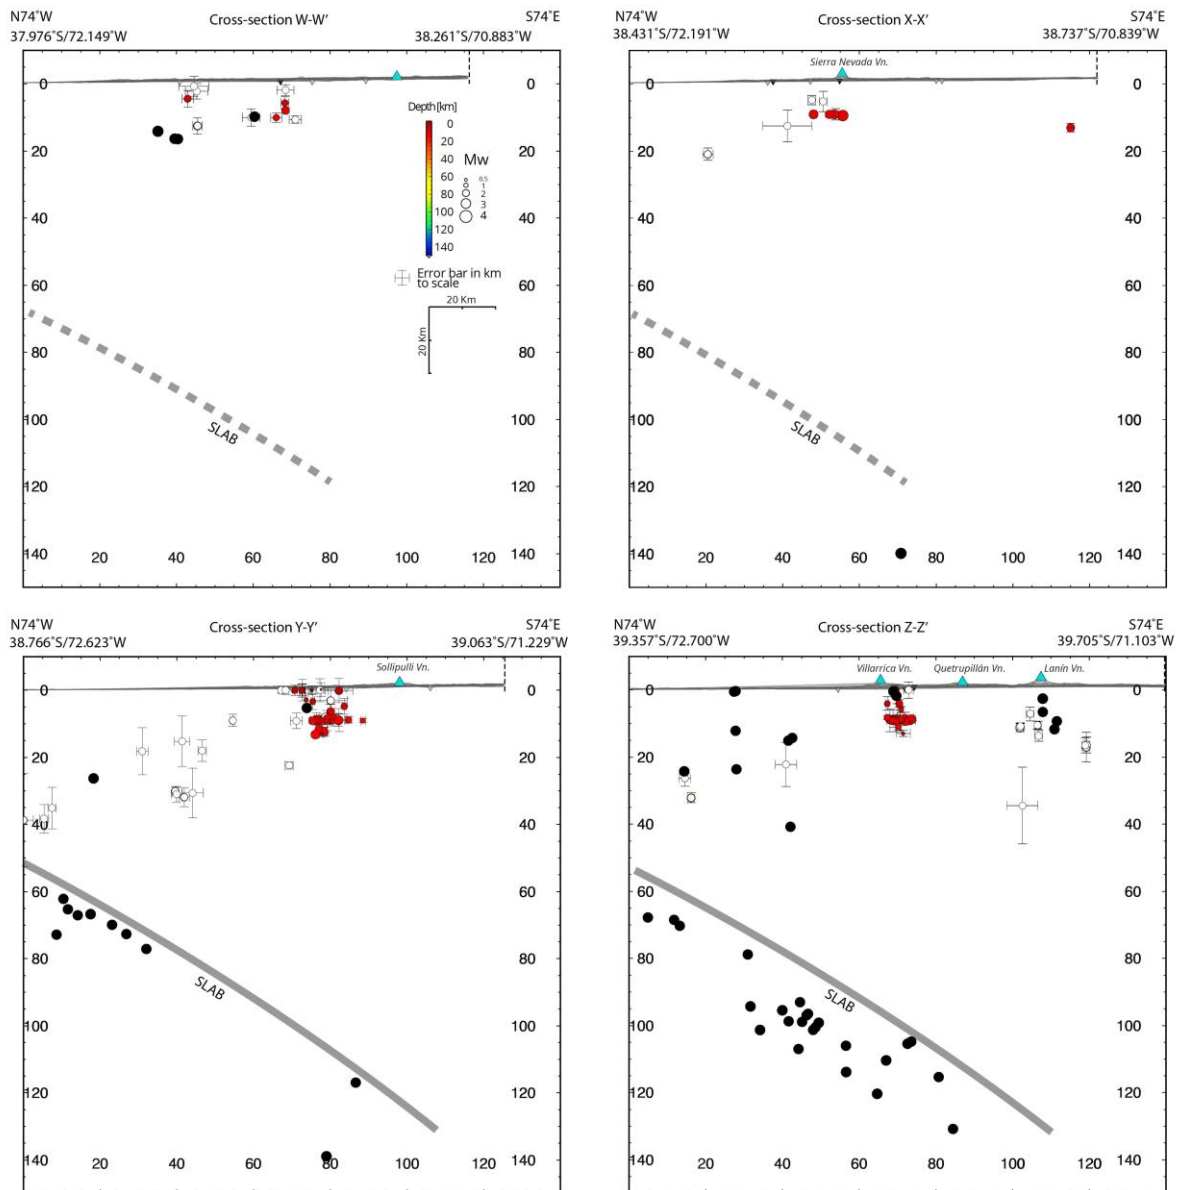 N74°W Cross-section W-W' S74°E
37.976°S/72.149°W 38.261°S/70.883°W
0 0
Depth[km]
0
20
40
60
80
100
120
140
Mw
0.5
1
2
3
4
20 20
40 40
Error bar in km
to scale
20 Km
20 Km
60 60
80 80
100 100
SLAB
120 120
140 20 40 60 80 100 120 140
N74°W Cross-section X-X' S74°E
38.431°S/72.191°W 38.737°S/70.839°W
Sierra Nevada Vn.
0 0
20 20
40 40
60 60
80 80
100 100
SLAB
120 120
140 20 40 60 80 100 120 140
N74°W Cross-section Y-Y' S74°E
38.766°S/72.623°W 39.063°S/71.229°W
Sollipulli Vn.
0 0
20 20
40 40
60 60
80 80
SLAB
100 100
120 120
140 20 40 60 80 100 120 140
N74°W Cross-section Z-Z' S74°E
39.357°S/72.700°W 39.705°S/71.103°W
Villarrica Vn. Quetrupillán Vn. Lanín Vn.
0 0
20 20
40 40
60 60
80 80
SLAB
100 100
120 120
140 20 40 60 80 100 120 140